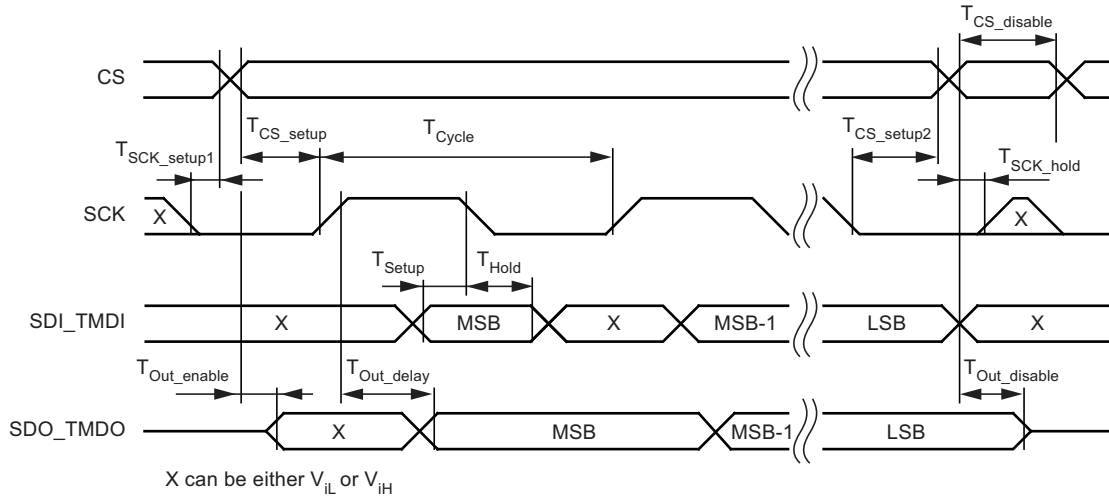 T_CS_disable
CS
T_CS_setup
T_Cycle
T_CS_setup2
T_SCK_setup1
T_SCK_hold
SCK
X
X
T_Setup
T_Hold
SDI_TMDI
X
MSB
X
MSB-1
LSB
X
T_Out_enable
T_Out_delay
T_Out_disable
SDO_TMDO
X
MSB
MSB-1
LSB
X can be either V_iL or V_iH